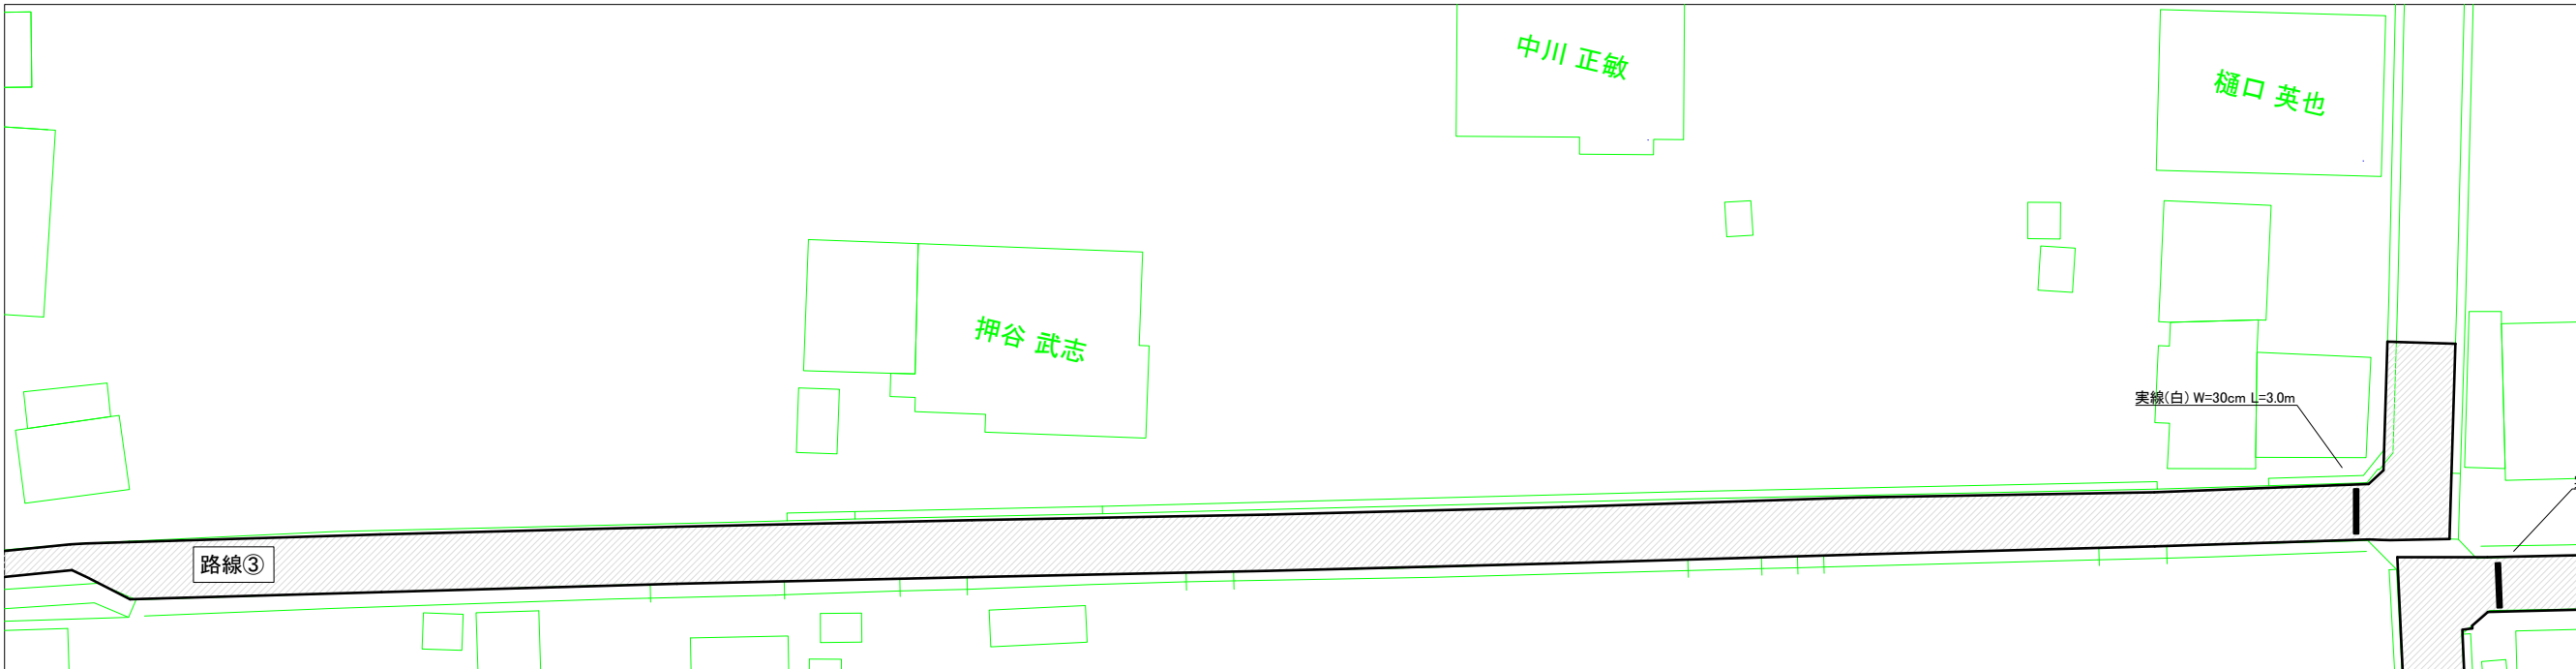 中川 正敏
樋口 英也
押谷 武志
実線(白) W=30cm L=3.0m
路線③